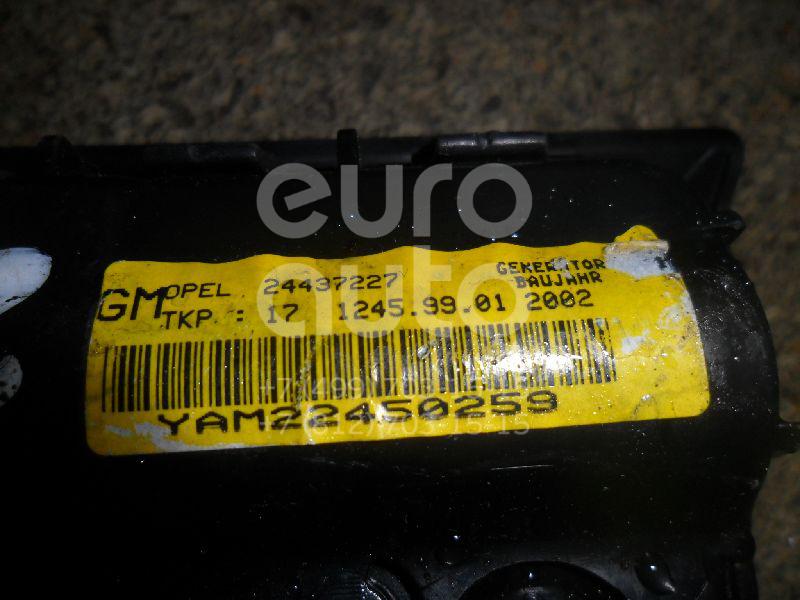 euro
auto
GM OPEL 24437227 GENERATOR
BAUJAHR
TKP : 17 1245.99.01 2002
YAM22450259